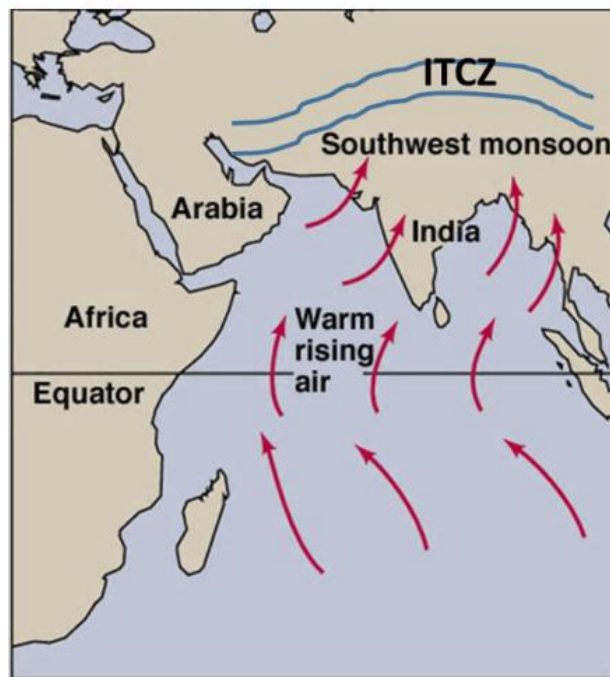 ITCZ
Southwest monsoon
Arabia
India
Africa
Warm
rising
air
Equator